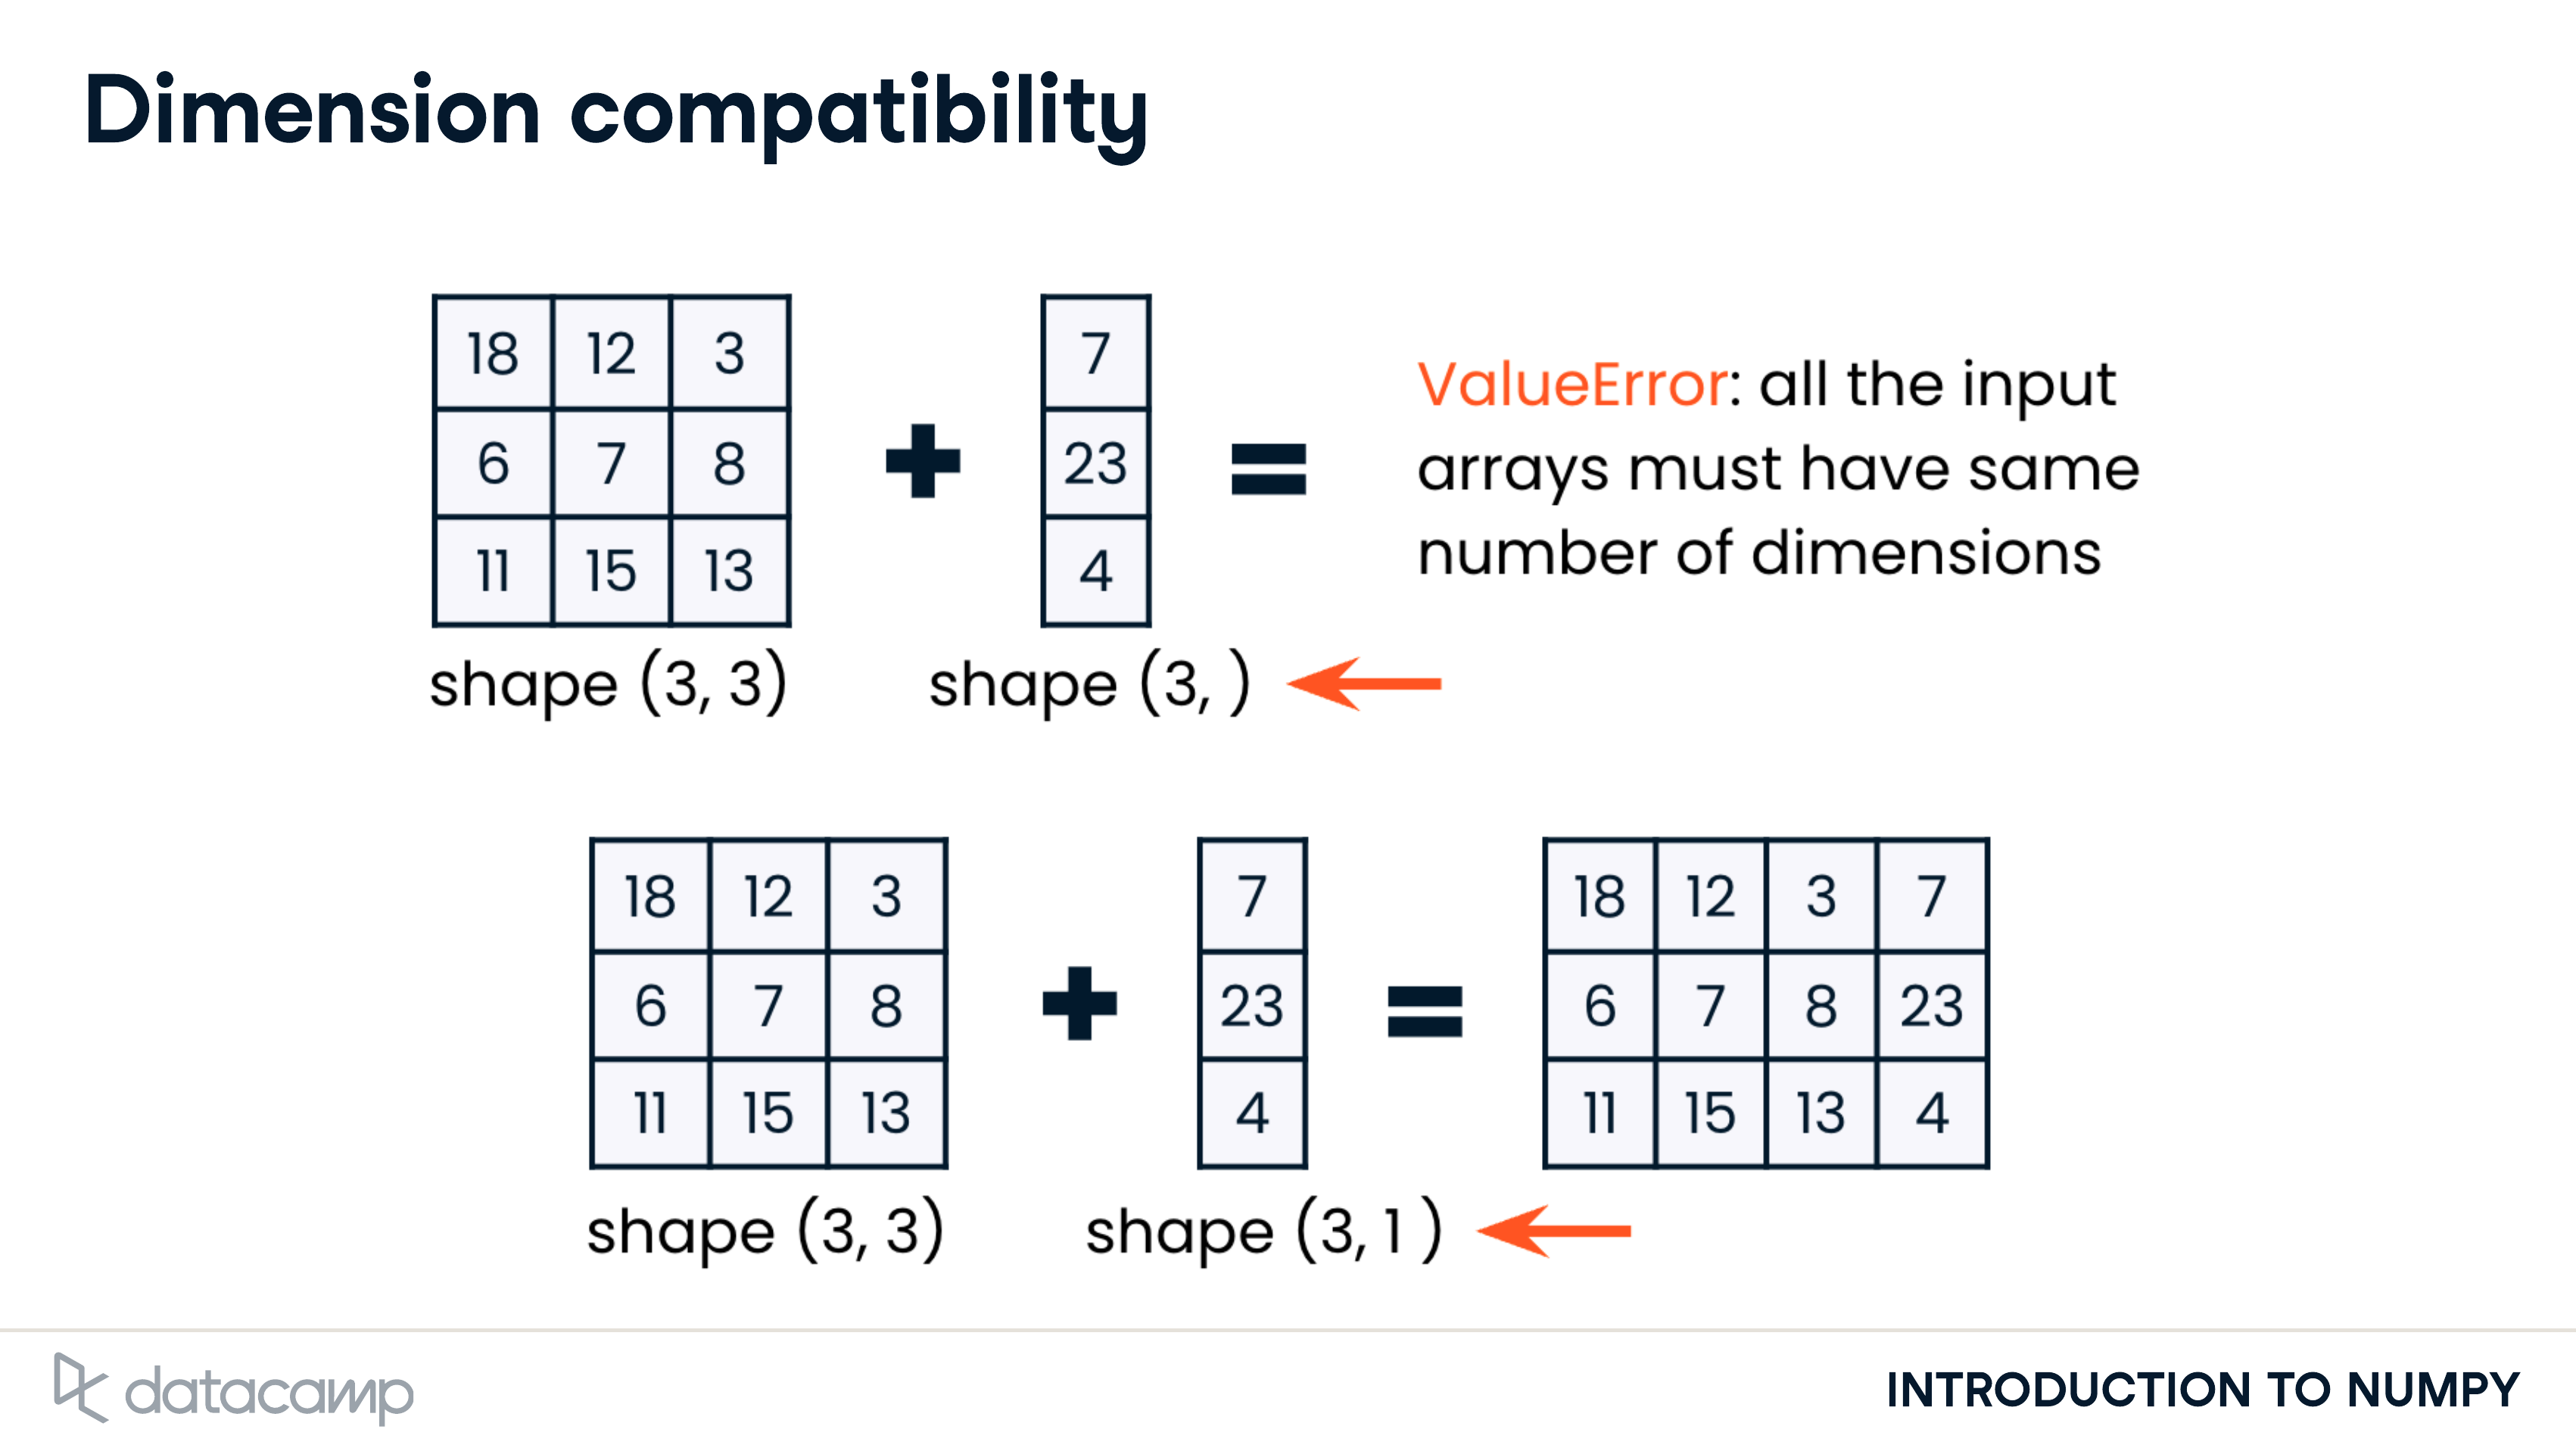 Dimension compatibility
18 12 3 7
6 7 8 23
11 15 13 4
+ =
ValueError: all the input
arrays must have same
number of dimensions
shape (3, 3) shape (3, )
18 12 3 7 18 12 3 7
6 7 8 23 6 7 8 23
11 15 13 4 11 15 13 4
+ =
shape (3, 3) shape (3, 1 )
datacamp
INTRODUCTION TO NUMPY